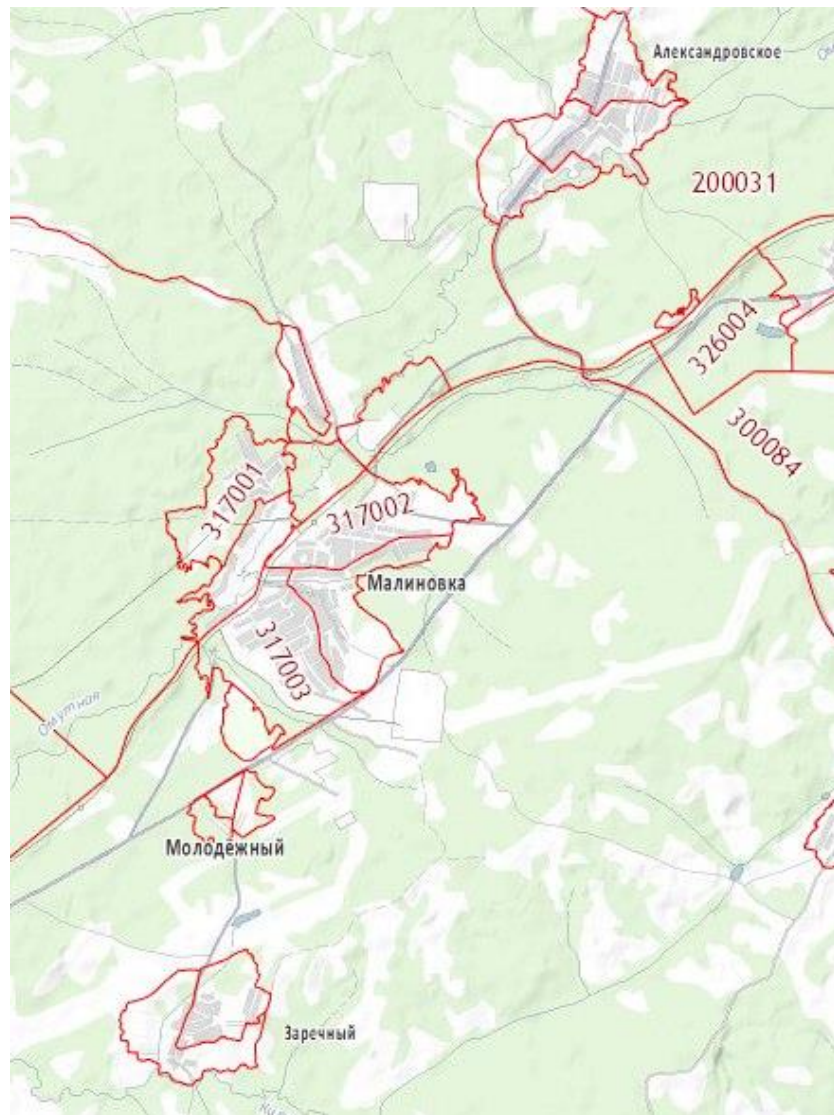 Александровское
200031
326004
300084
317001
317002
Малиновка
317003
Омутная
Молодёжный
Заречный